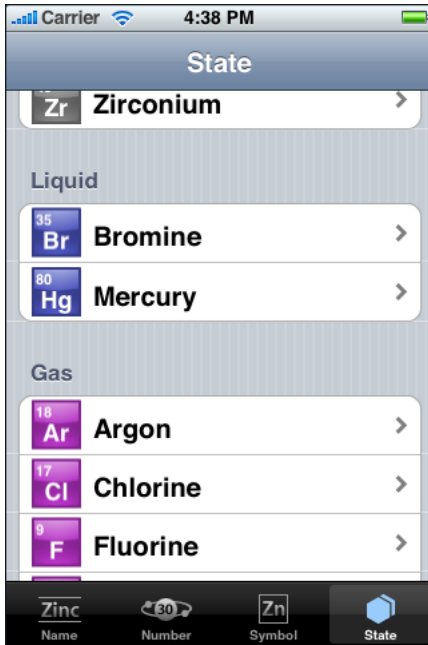 Carrier 4:38 PM
State
Zr Zirconium
Liquid
35
Br Bromine
80
Hg Mercury
Gas
18
Ar Argon
17
Cl Chlorine
9
F Fluorine
Zinc 30 Zn
Name Number Symbol State